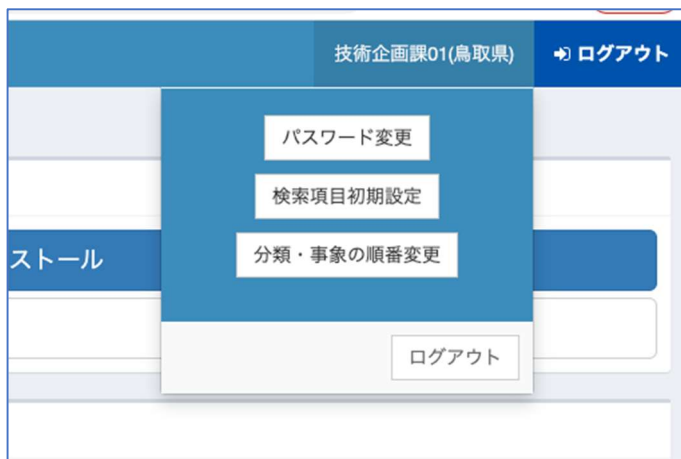 技術企画課01(鳥取県)
ログアウト
パスワード変更
検索項目初期設定
分類・事象の順番変更
ストール
ログアウト